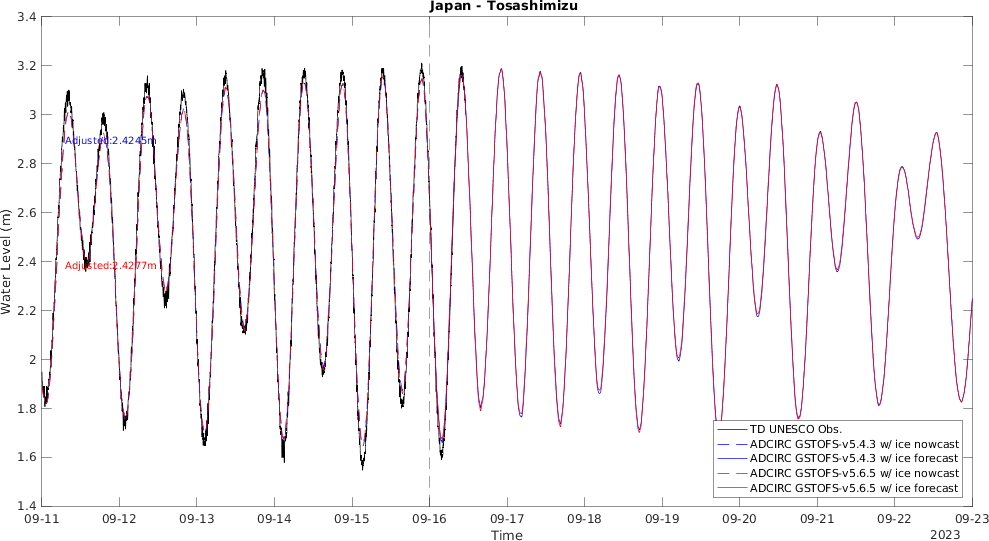 Japan - Tosashimizu
Water Level (m)
3.4
3.2
3
2.8
2.6
2.4
2.2
2
1.8
1.6
1.4
Adjusted:2.4245m
Adjusted:2.4277m
TD UNESCO Obs.
ADCIRC GSTOFS-v5.4.3 w/ ice nowcast
ADCIRC GSTOFS-v5.4.3 w/ ice forecast
ADCIRC GSTOFS-v5.6.5 w/ ice nowcast
ADCIRC GSTOFS-v5.6.5 w/ ice forecast
09-11 09-12 09-13 09-14 09-15 09-16 09-17 09-18 09-19 09-20 09-21 09-22 09-23
Time
2023